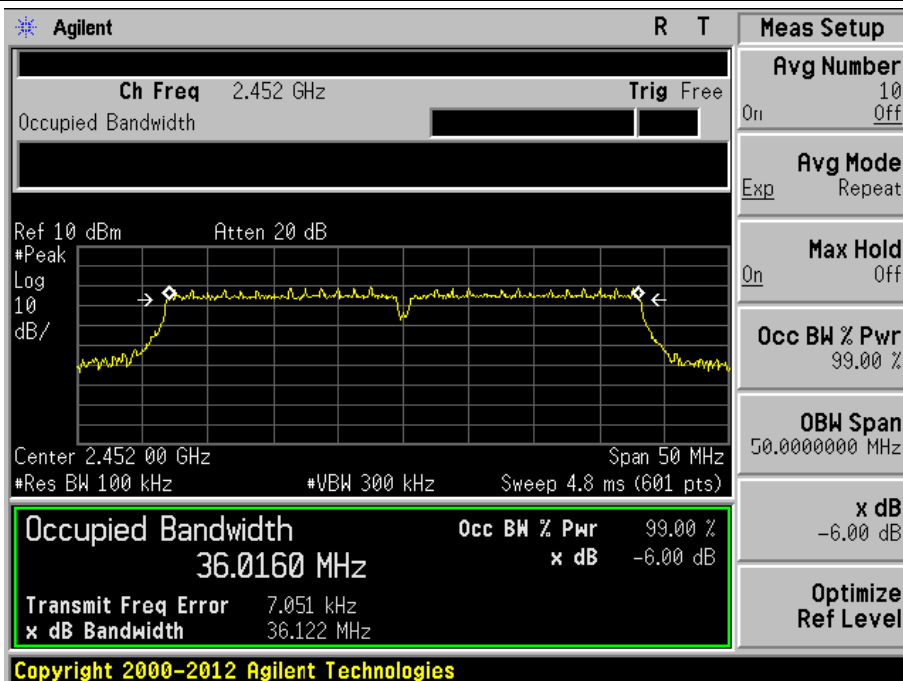 Agilent R T
Ch Freq 2.452 GHz Trig Free
Occupied Bandwidth
Ref 10 dBm Atten 20 dB
#Peak
Log
10
dB/
Center 2.452 00 GHz Span 50 MHz
#Res BW 100 kHz #VBW 300 kHz Sweep 4.8 ms (601 pts)
Occupied Bandwidth Occ BW % Pwr 99.00 %
36.0160 MHz x dB -6.00 dB
Transmit Freq Error 7.051 kHz
x dB Bandwidth 36.122 MHz
Copyright 2000-2012 Agilent Technologies
Meas Setup
Avg Number
10
On Off
Avg Mode
Exp Repeat
Max Hold
On Off
Occ BW % Pwr
99.00 %
OBW Span
50.0000000 MHz
x dB
-6.00 dB
Optimize
Ref Level